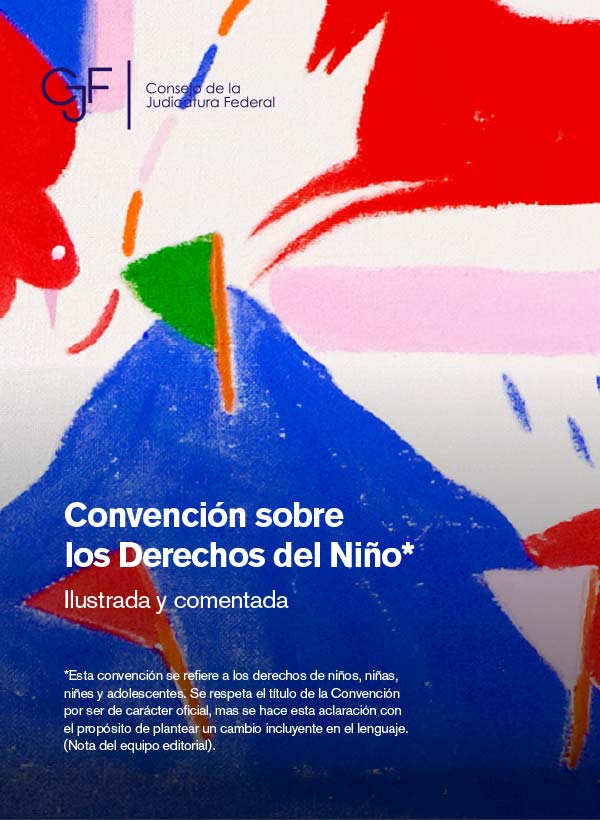 CJF
Consejo de la
Judicatura Federal
Convención sobre
los Derechos del Niño*
Ilustrada y comentada
*Esta convención se refiere a los derechos de niños, niñas,
niñes y adolescentes. Se respeta el título de la Convención
por ser de carácter oficial, mas se hace esta aclaración con
el propósito de plantear un cambio incluyente en el lenguaje.
(Nota del equipo editorial).